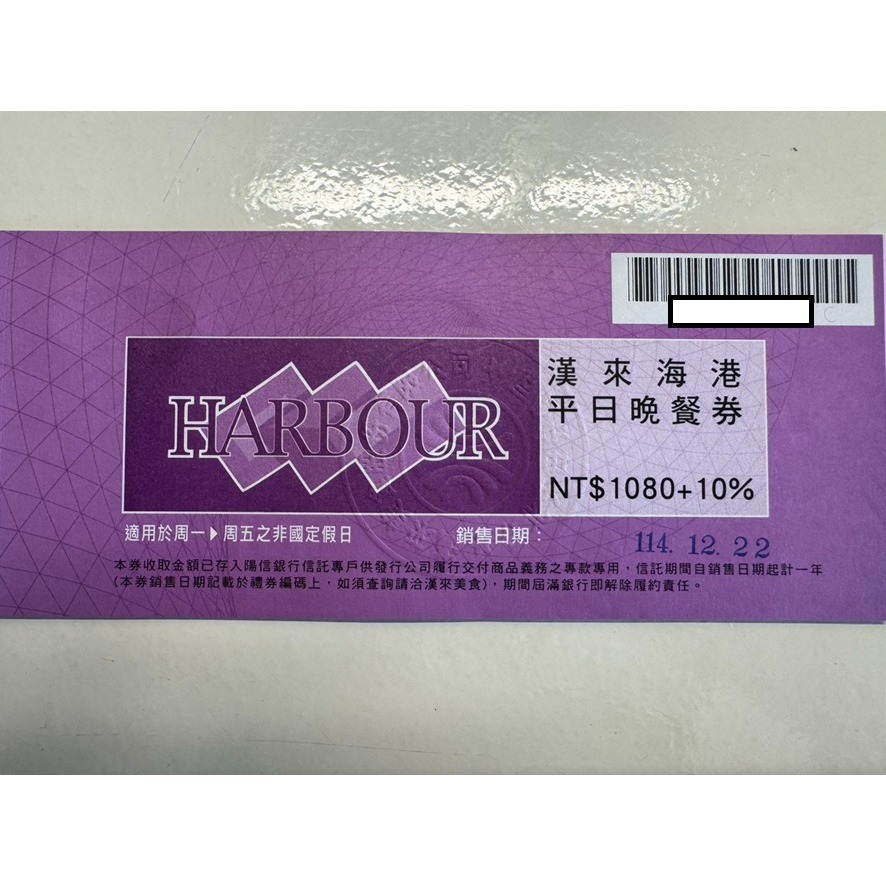 C
HARBOUR
漢來海港
平日晚餐券
NT$1080+10%
適用於周一▶周五之非國定假日
銷售日期：
114. 12. 22
本券收取金額已存入陽信銀行信託專戶供發行公司履行交付商品義務之專款專用，信託期間自銷售日期起計一年
(本券銷售日期記載於禮券編碼上，如須查詢請洽漢來美食)，期間屆滿銀行即解除履約責任。